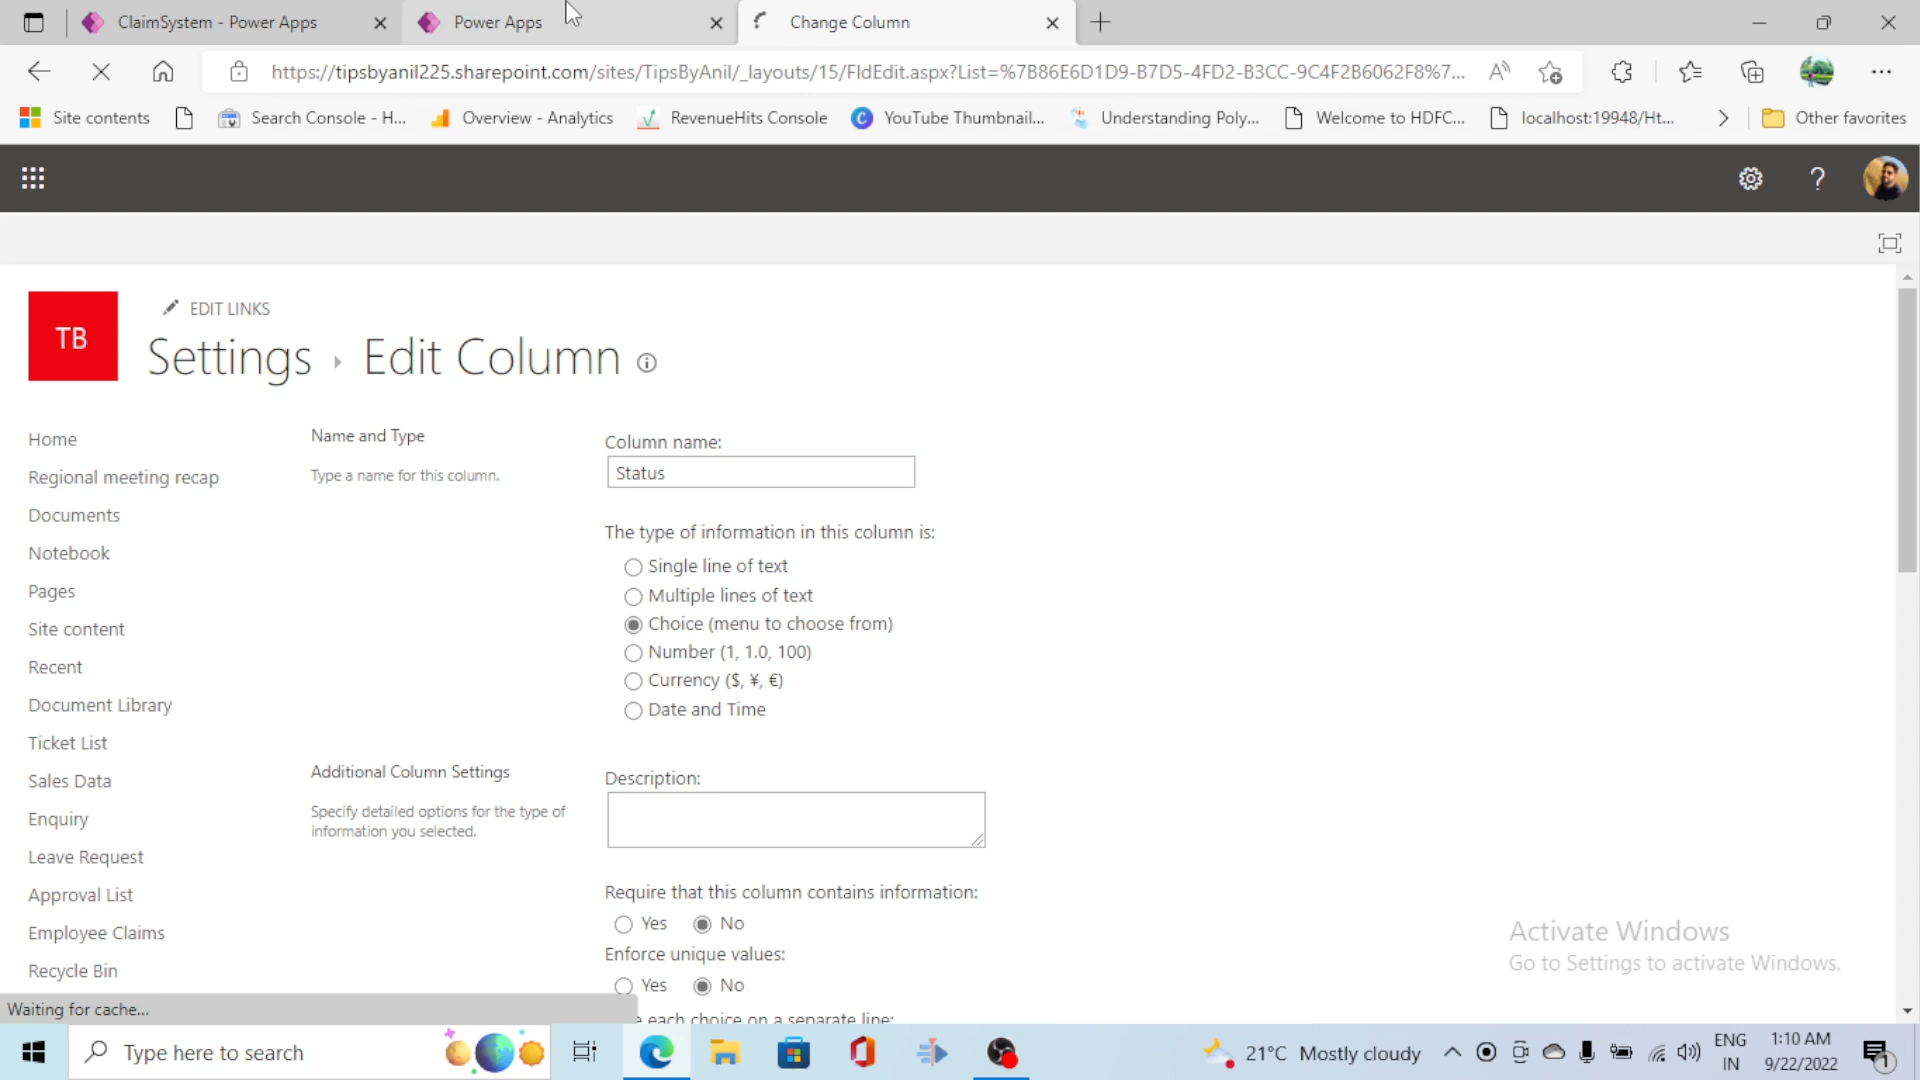 ClaimSystem - Power Apps
Power Apps
Change Column
https://tipsbyanil225.sharepoint.com/sites/TipsByAnil/_layouts/15/FldEdit.aspx?List=%7B86E6D1D9-B7D5-4FD2-B3CC-9C4F2B6062F8%7...
Site contents
Search Console - H...
Overview - Analytics
RevenueHits Console
YouTube Thumbnail...
Understanding Poly...
Welcome to HDFC...
localhost:19948/Ht...
Other favorites
TB
EDIT LINKS
Settings
Edit Column
Home
Regional meeting recap
Documents
Notebook
Pages
Site content
Recent
Document Library
Ticket List
Sales Data
Enquiry
Leave Request
Approval List
Employee Claims
Recycle Bin
Name and Type
Type a name for this column.
Column name:
Status
The type of information in this column is:
Single line of text
Multiple lines of text
Choice (menu to choose from)
Number (1, 1.0, 100)
Currency ($, ¥, €)
Date and Time
Additional Column Settings
Specify detailed options for the type of
information you selected.
Description:
Require that this column contains information:
Yes
No
Enforce unique values:
Yes
No
each choice on a separate line:
Activate Windows
Go to Settings to activate Windows.
Waiting for cache...
Type here to search
21°C Mostly cloudy
ENG
IN
1:10 AM
9/22/2022
1